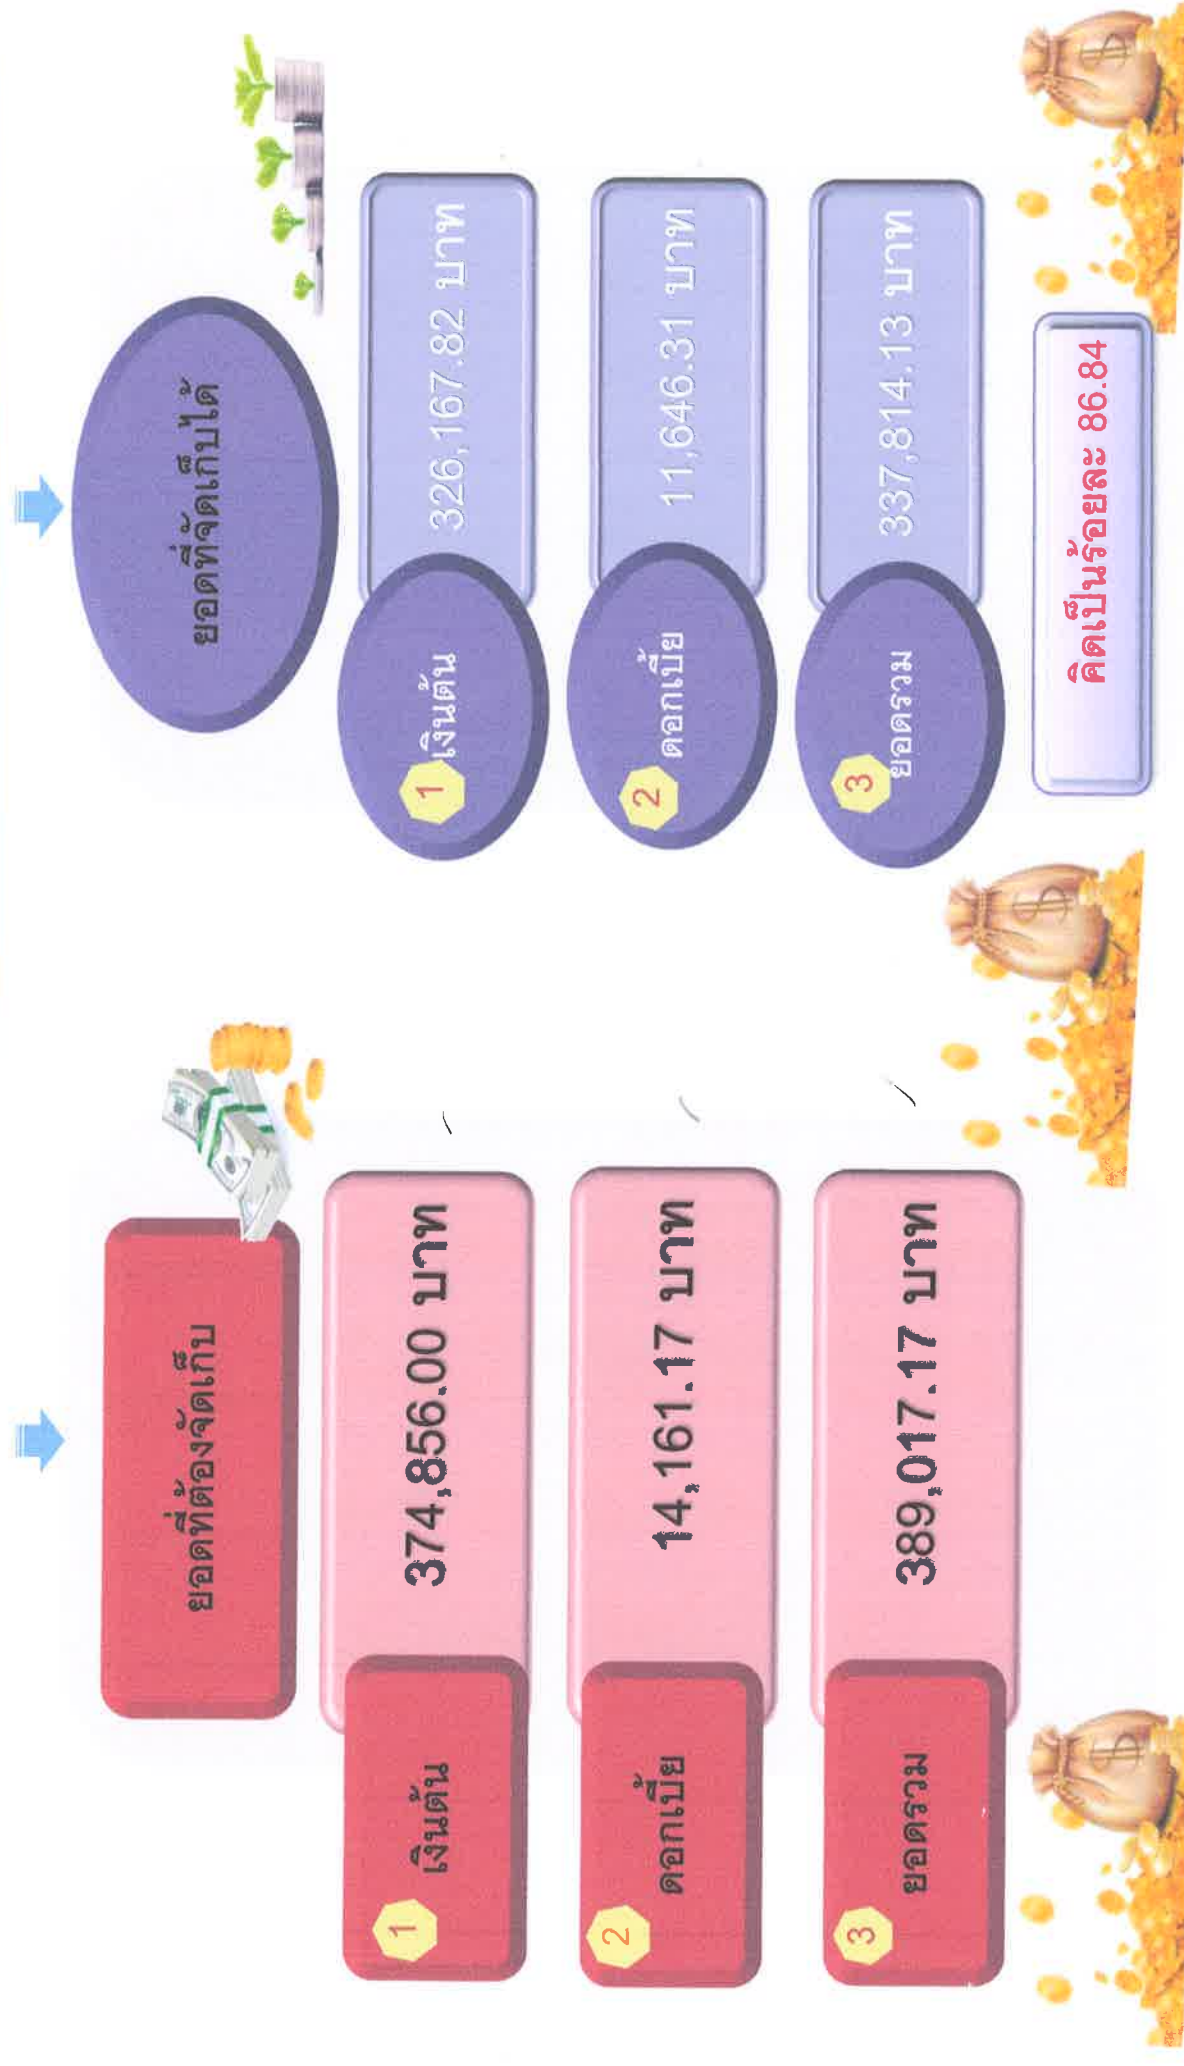 ยอดที่ต้องจัดเก็บ
1
เงินต้น
374,856.00 บาท
2
ดอกเบี้ย
14,161.17 บาท
3
ยอดรวม
389,017.17 บาท
ยอดที่จัดเก็บได้
1
เงินต้น
326,167.82 บาท
2
ดอกเบี้ย
11,646.31 บาท
3
ยอดรวม
337,814.13 บาท
คิดเป็นร้อยละ 86.84